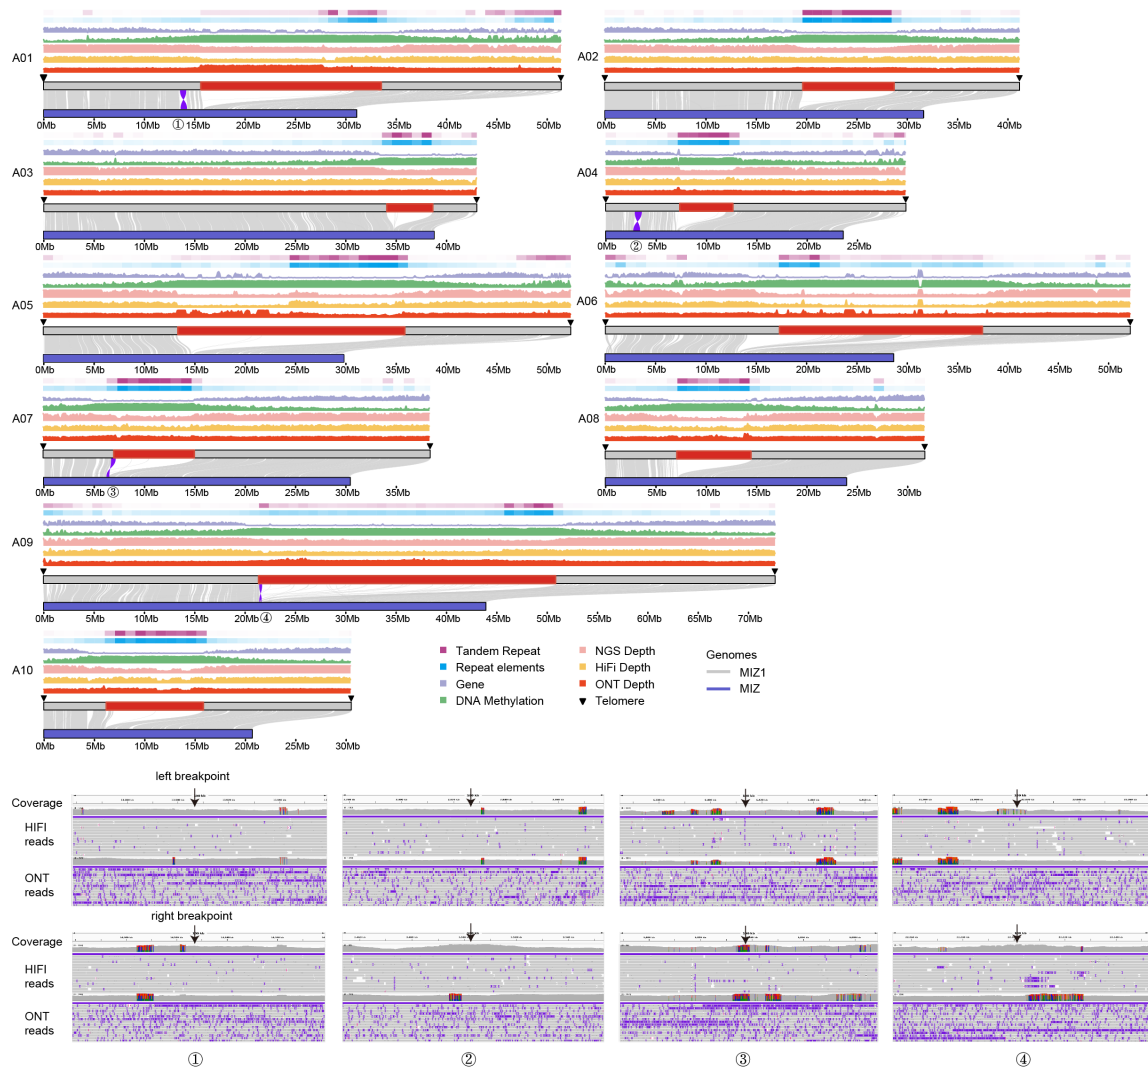 A01
①
0Mb 5Mb 10Mb 15Mb 20Mb 25Mb 30Mb 35Mb 40Mb 45Mb 50Mb
A02
0Mb 5Mb 10Mb 15Mb 20Mb 25Mb 30Mb 35Mb 40Mb
A03
0Mb 5Mb 10Mb 15Mb 20Mb 25Mb 30Mb 35Mb 40Mb
A04
②
0Mb 5Mb 10Mb 15Mb 20Mb 25Mb
A05
0Mb 5Mb 10Mb 15Mb 20Mb 25Mb 30Mb 35Mb 40Mb 45Mb 50Mb
A06
0Mb 5Mb 10Mb 15Mb 20Mb 25Mb 30Mb 35Mb 40Mb 45Mb 50Mb
A07
③
0Mb 5Mb 10Mb 15Mb 20Mb 25Mb 30Mb 35Mb
A08
0Mb 5Mb 10Mb 15Mb 20Mb 25Mb 30Mb
A09
④
0Mb 5Mb 10Mb 15Mb 20Mb 25Mb 30Mb 35Mb 40Mb 45Mb 50Mb 55Mb 60Mb 65Mb 70Mb
A10
0Mb 5Mb 10Mb 15Mb 20Mb 25Mb 30Mb
Tandem Repeat
Repeat elements
Gene
DNA Methylation
NGS Depth
HiFi Depth
ONT Depth
Telomere
Genomes
MIZ1
MIZ
left breakpoint
Coverage
HIFI
reads
ONT
reads
right breakpoint
Coverage
HIFI
reads
ONT
reads
① ② ③ ④